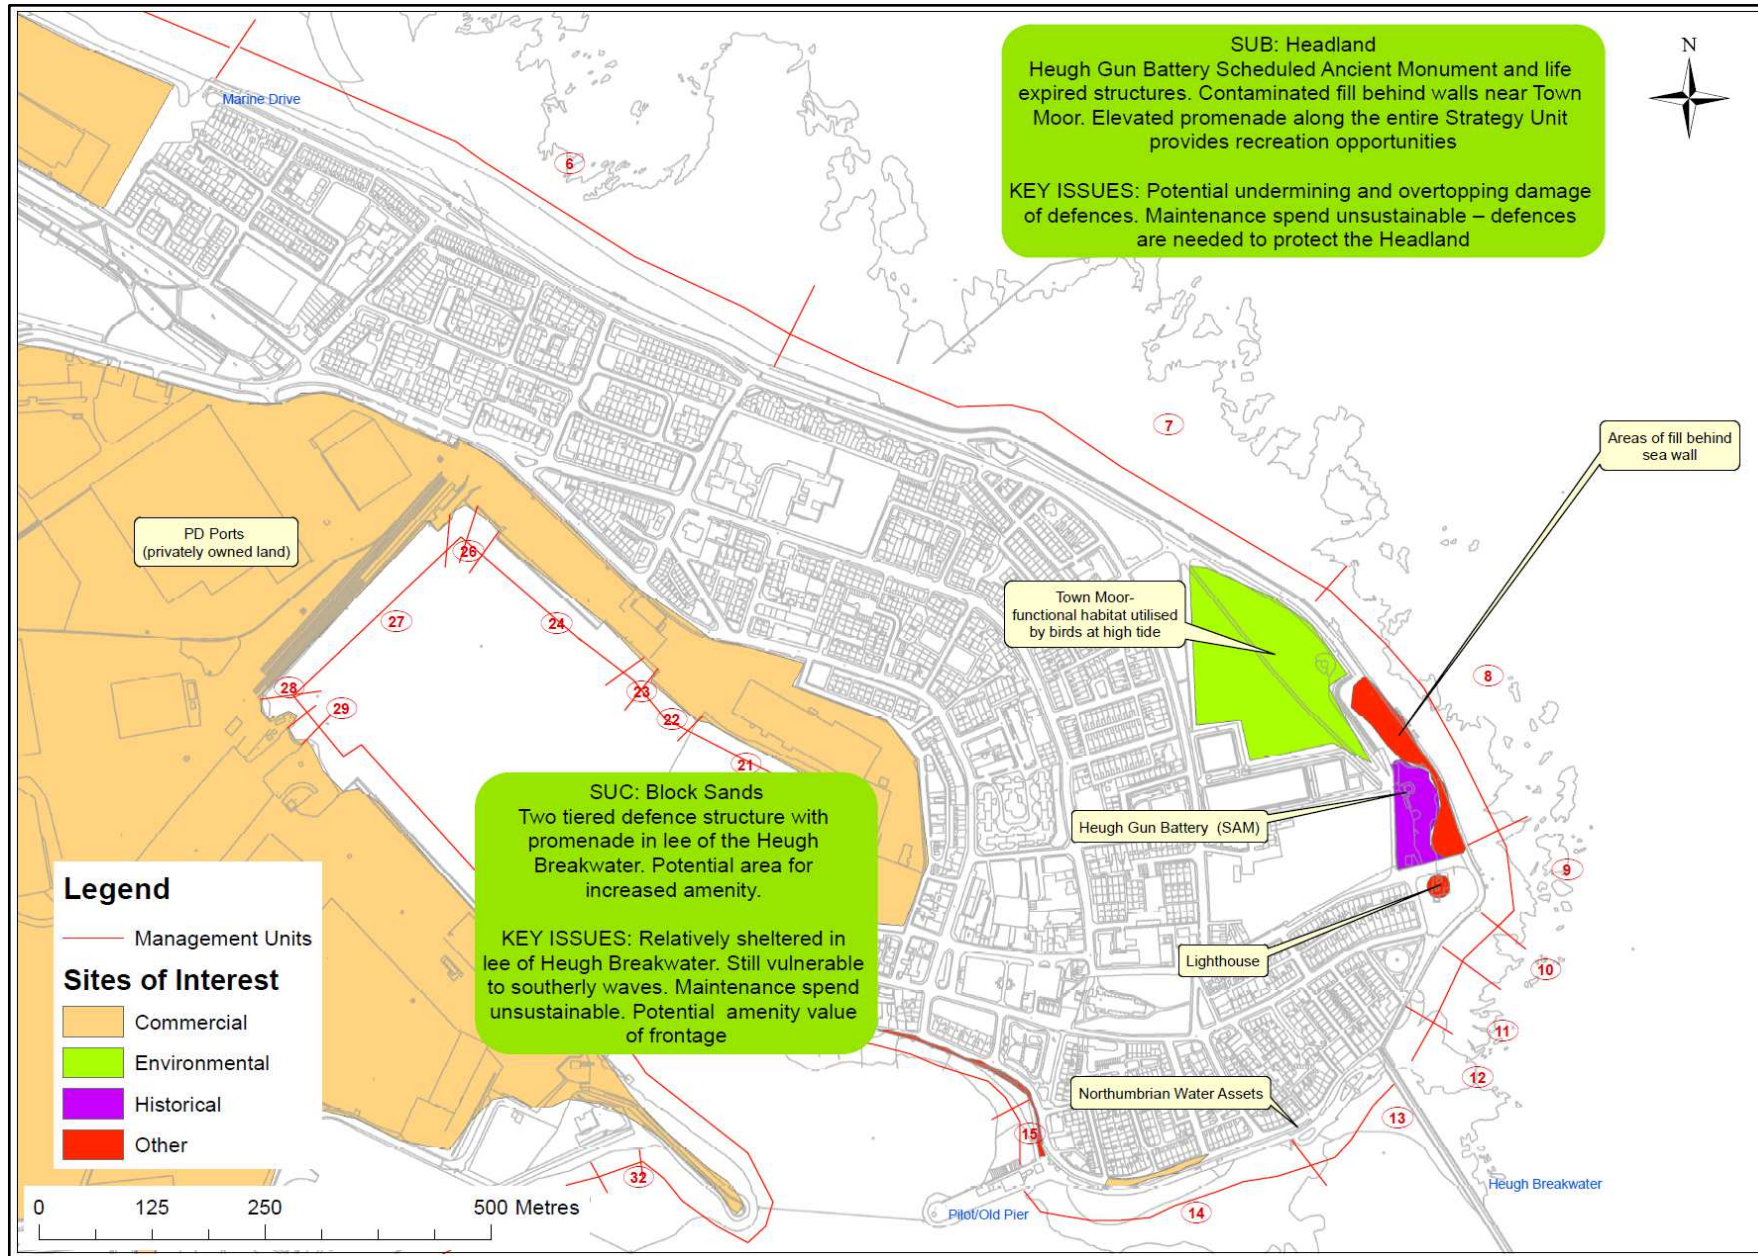 SUB: Headland
Heugh Gun Battery Scheduled Ancient Monument and life
expired structures. Contaminated fill behind walls near Town
Moor. Elevated promenade along the entire Strategy Unit
provides recreation opportunities
KEY ISSUES: Potential undermining and overtopping damage
of defences. Maintenance spend unsustainable – defences
are needed to protect the Headland
N
Marine Drive
6
7
Areas of fill behind
sea wall
PD Ports
(privately owned land)
26
27
24
Town Moor-
functional habitat utilised
by birds at high tide
28
29
23
22
21
8
SUC: Block Sands
Two tiered defence structure with
promenade in lee of the Heugh
Breakwater. Potential area for
increased amenity.
KEY ISSUES: Relatively sheltered in
lee of Heugh Breakwater. Still vulnerable
to southerly waves. Maintenance spend
unsustainable. Potential amenity value
of frontage
Heugh Gun Battery (SAM)
9
Lighthouse
10
11
12
13
Northumbrian Water Assets
15
32
14
Heugh Breakwater
Pilot/Old Pier
Legend
Management Units
Sites of Interest
Commercial
Environmental
Historical
Other
0 125 250 500 Metres